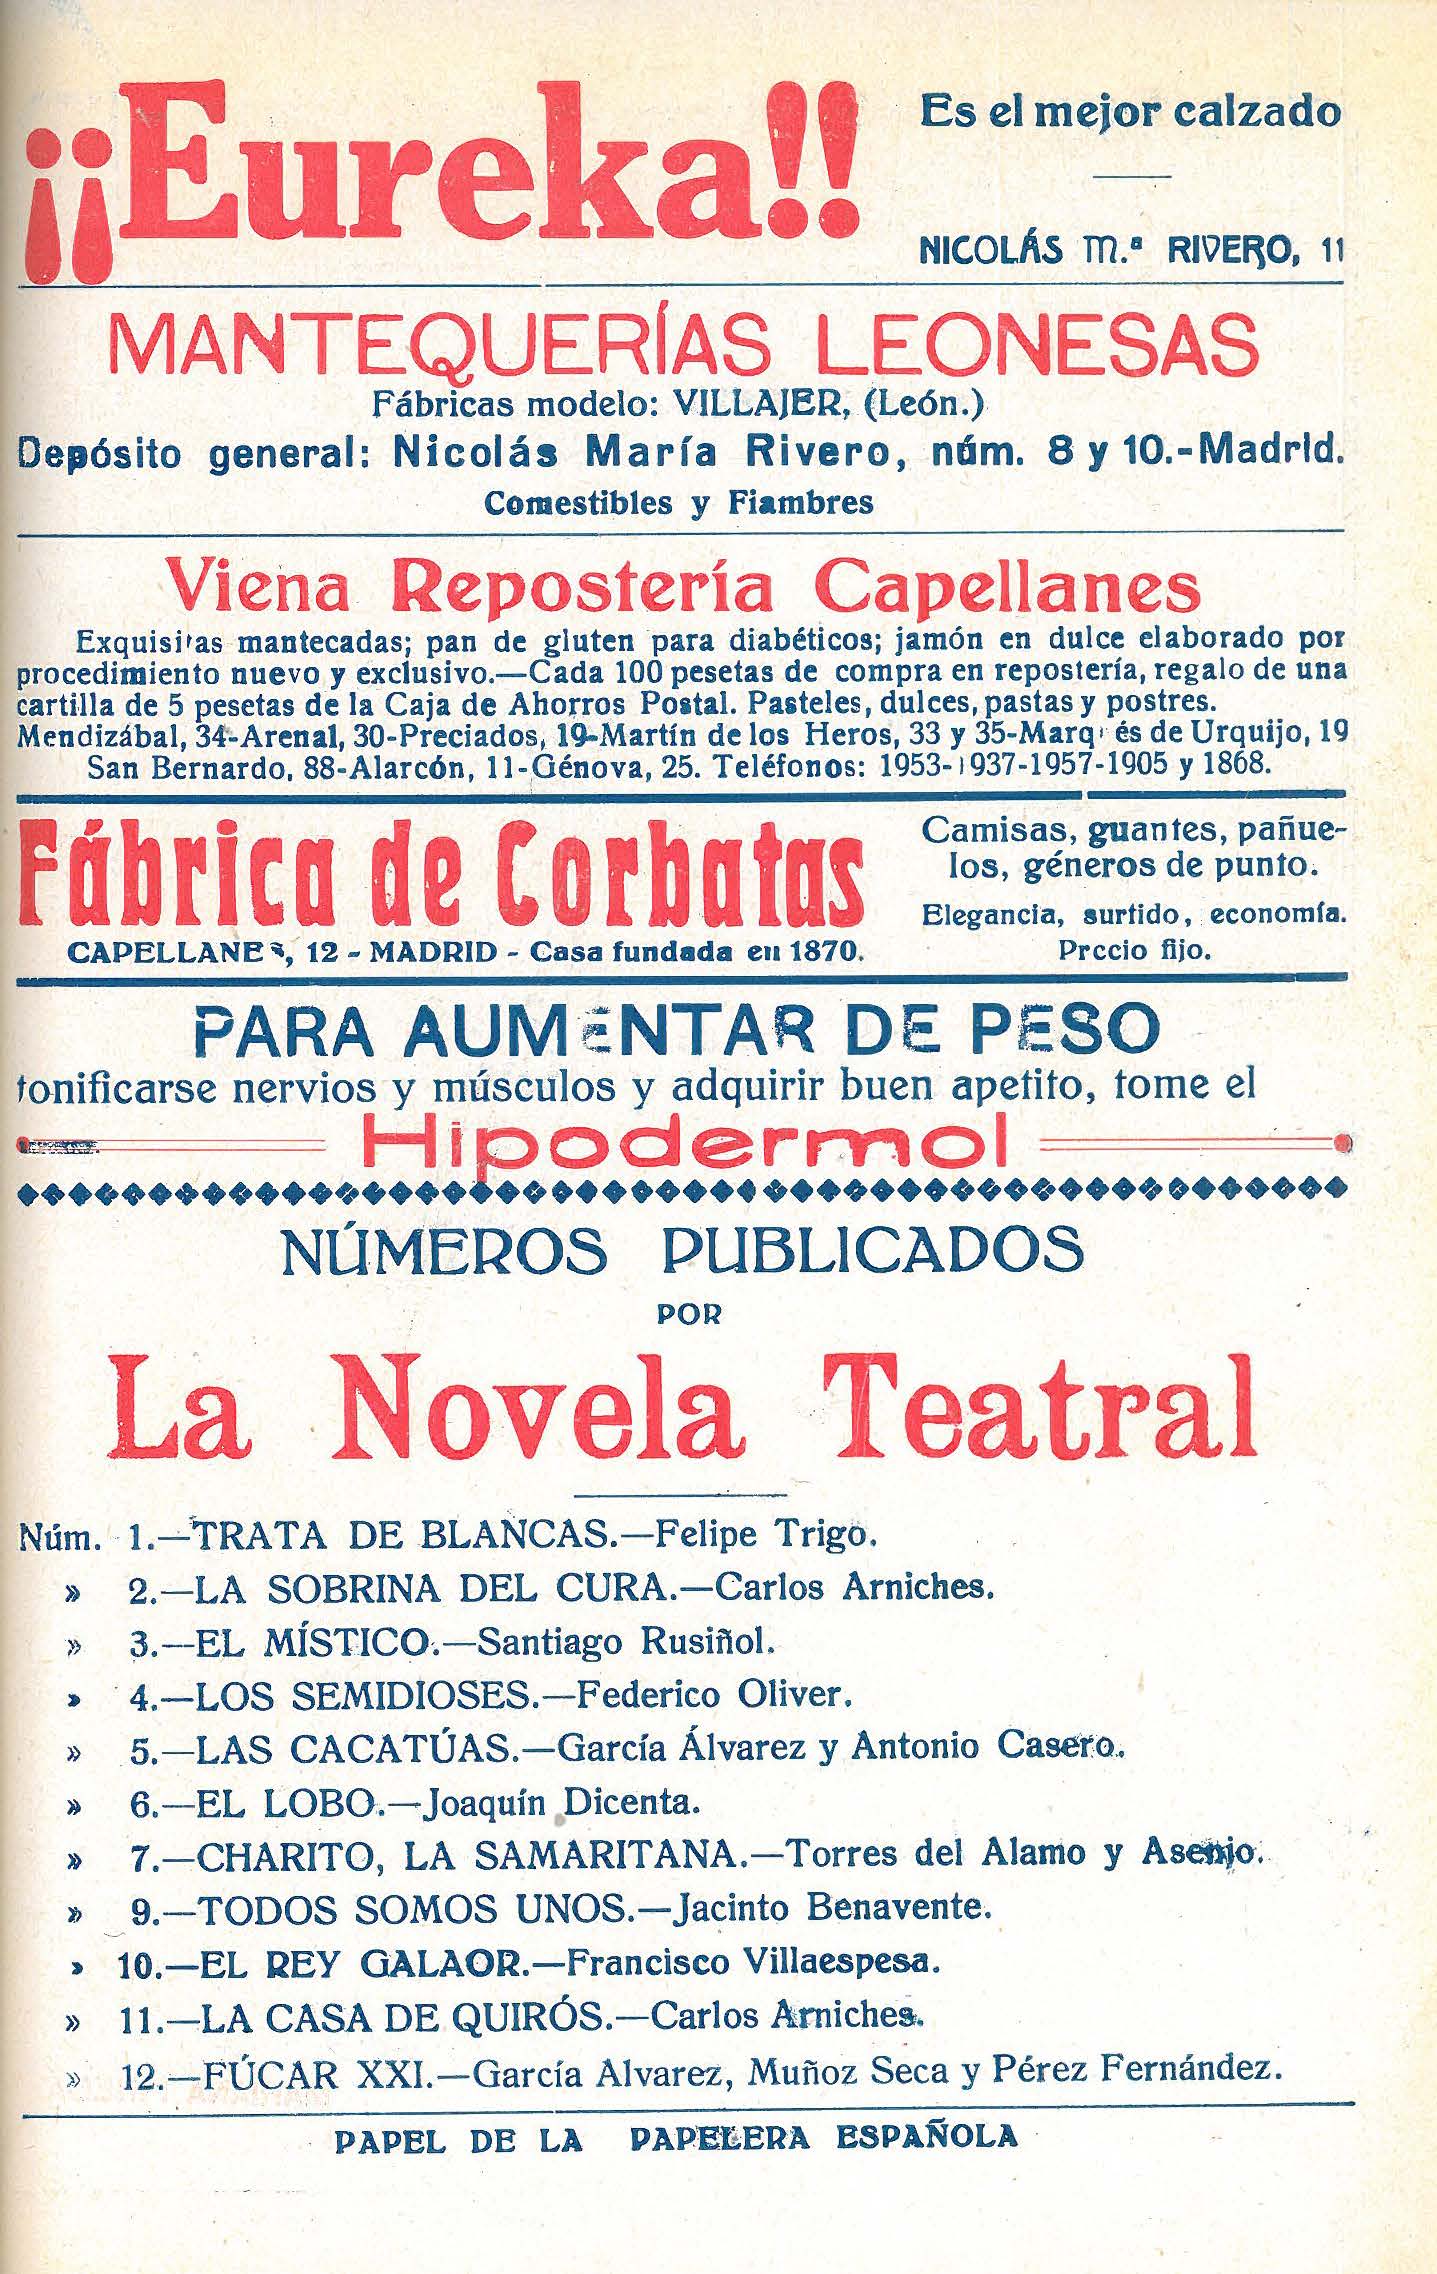 ¡¡Eureka!!
Es el mejor calzado
NICOLÁS M.ª RIVERO, 11
MANTEQUERÍAS LEONESAS
Fábricas modelo: VILLAJER, (León.)
Depósito general: Nicolás María Rivero, núm. 8 y 10.-Madrid.
Comestibles y Fiambres
Viena Repostería Capellanes
Exquisitas mantecadas; pan de gluten para diabéticos; jamón en dulce elaborado por
procedimiento nuevo y exclusivo.—Cada 100 pesetas de compra en repostería, regalo de una
cartilla de 5 pesetas de la Caja de Ahorros Postal. Pasteles, dulces, pastas y postres.
Mendizábal, 34-Arenal, 30-Preciados, 19-Martín de los Heros, 33 y 35-Marqués de Urquijo, 19
San Bernardo, 88-Alarcón, 11-Génova, 25. Teléfonos: 1953-1937-1957-1905 y 1868.
Fábrica de Corbatas
CAPELLANES, 12 - MADRID - Casa fundada en 1870.
Camisas, guantes, pañue-
los, géneros de punto.
Elegancia, surtido, economía.
Precio fijo.
PARA AUMENTAR DE PESO
tonificarse nervios y músculos y adquirir buen apetito, tome el
Hipodermol
NÚMEROS PUBLICADOS
POR
La Novela Teatral
Núm. 1.—TRATA DE BLANCAS.—Felipe Trigo.
» 2.—LA SOBRINA DEL CURA.—Carlos Arniches.
» 3.—EL MÍSTICO.—Santiago Rusiñol.
» 4.—LOS SEMIDIOSES.—Federico Oliver.
» 5.—LAS CACATÚAS.—García Álvarez y Antonio Casero.
» 6.—EL LOBO.—Joaquín Dicenta.
» 7.—CHARITO, LA SAMARITANA.—Torres del Alamo y Asenjo.
» 9.—TODOS SOMOS UNOS.—Jacinto Benavente.
» 10.—EL REY GALAOR.—Francisco Villaespesa.
» 11.—LA CASA DE QUIRÓS.—Carlos Arniches.
» 12.—FÚCAR XXI.—García Alvarez, Muñoz Seca y Pérez Fernández.
PAPEL DE LA PAPELERA ESPAÑOLA